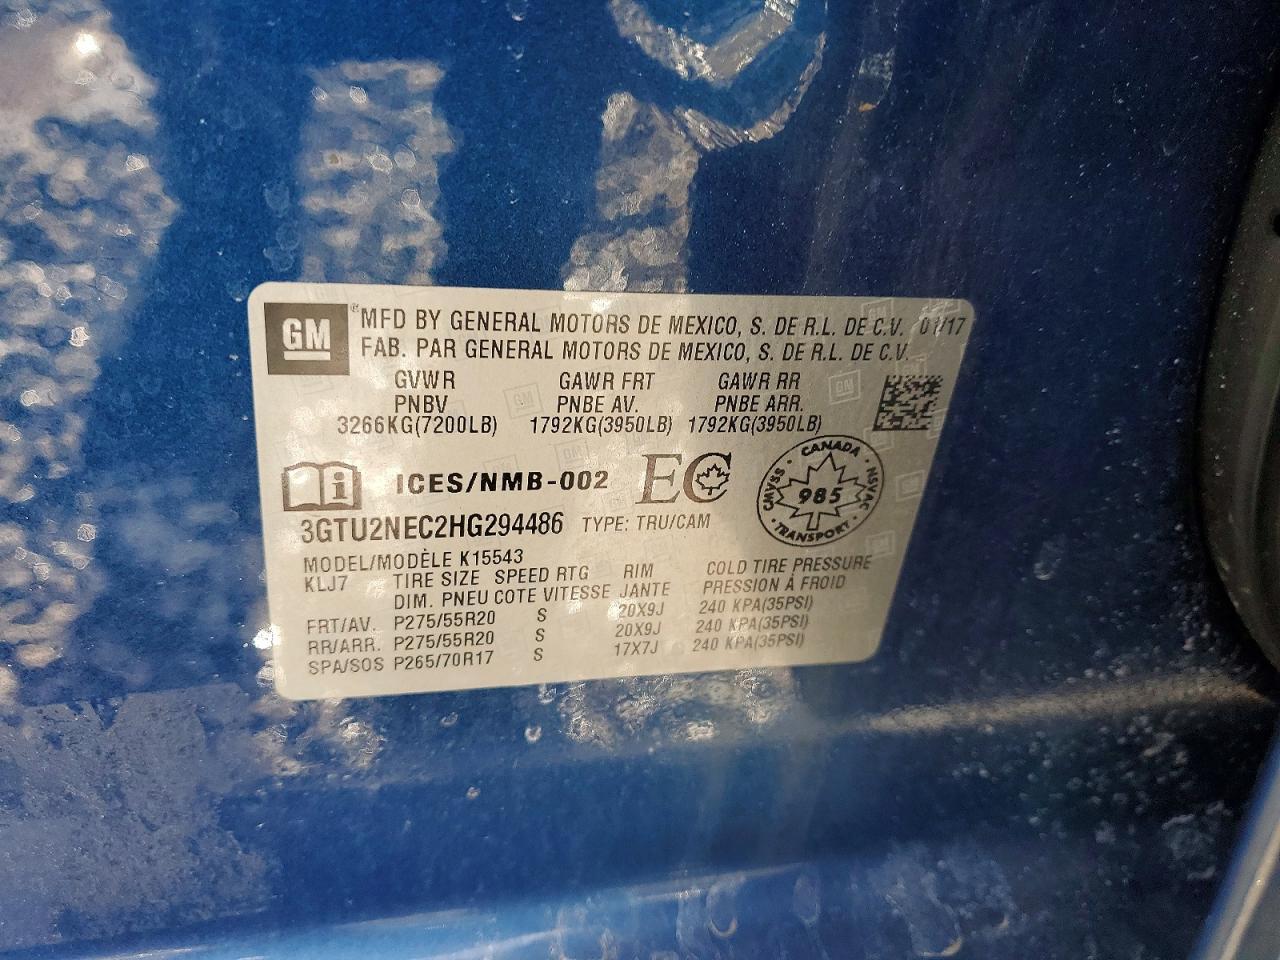 GM ® MFD BY GENERAL MOTORS DE MEXICO, S. DE R.L. DE C.V. 01/17
FAB. PAR GENERAL MOTORS DE MEXICO, S. DE R.L. DE C.V.
GVWR GAWR FRT GAWR RR
PNBV PNBE AV. PNBE ARR.
3266KG(7200LB) 1792KG(3950LB) 1792KG(3950LB)
i ICES/NMB-002 EC
CANADA · NSVAC · TRANSPORT · CMVSS ·
985
3GTU2NEC2HG294486 TYPE: TRU/CAM
MODEL/MODÈLE K15543
KLJ7 TIRE SIZE SPEED RTG RIM COLD TIRE PRESSURE
DIM. PNEU COTE VITESSE JANTE PRESSION À FROID
FRT/AV. P275/55R20 S 20X9J 240 KPA(35PSI)
RR/ARR. P275/55R20 S 20X9J 240 KPA(35PSI)
SPA/SOS P265/70R17 S 17X7J 240 KPA(35PSI)